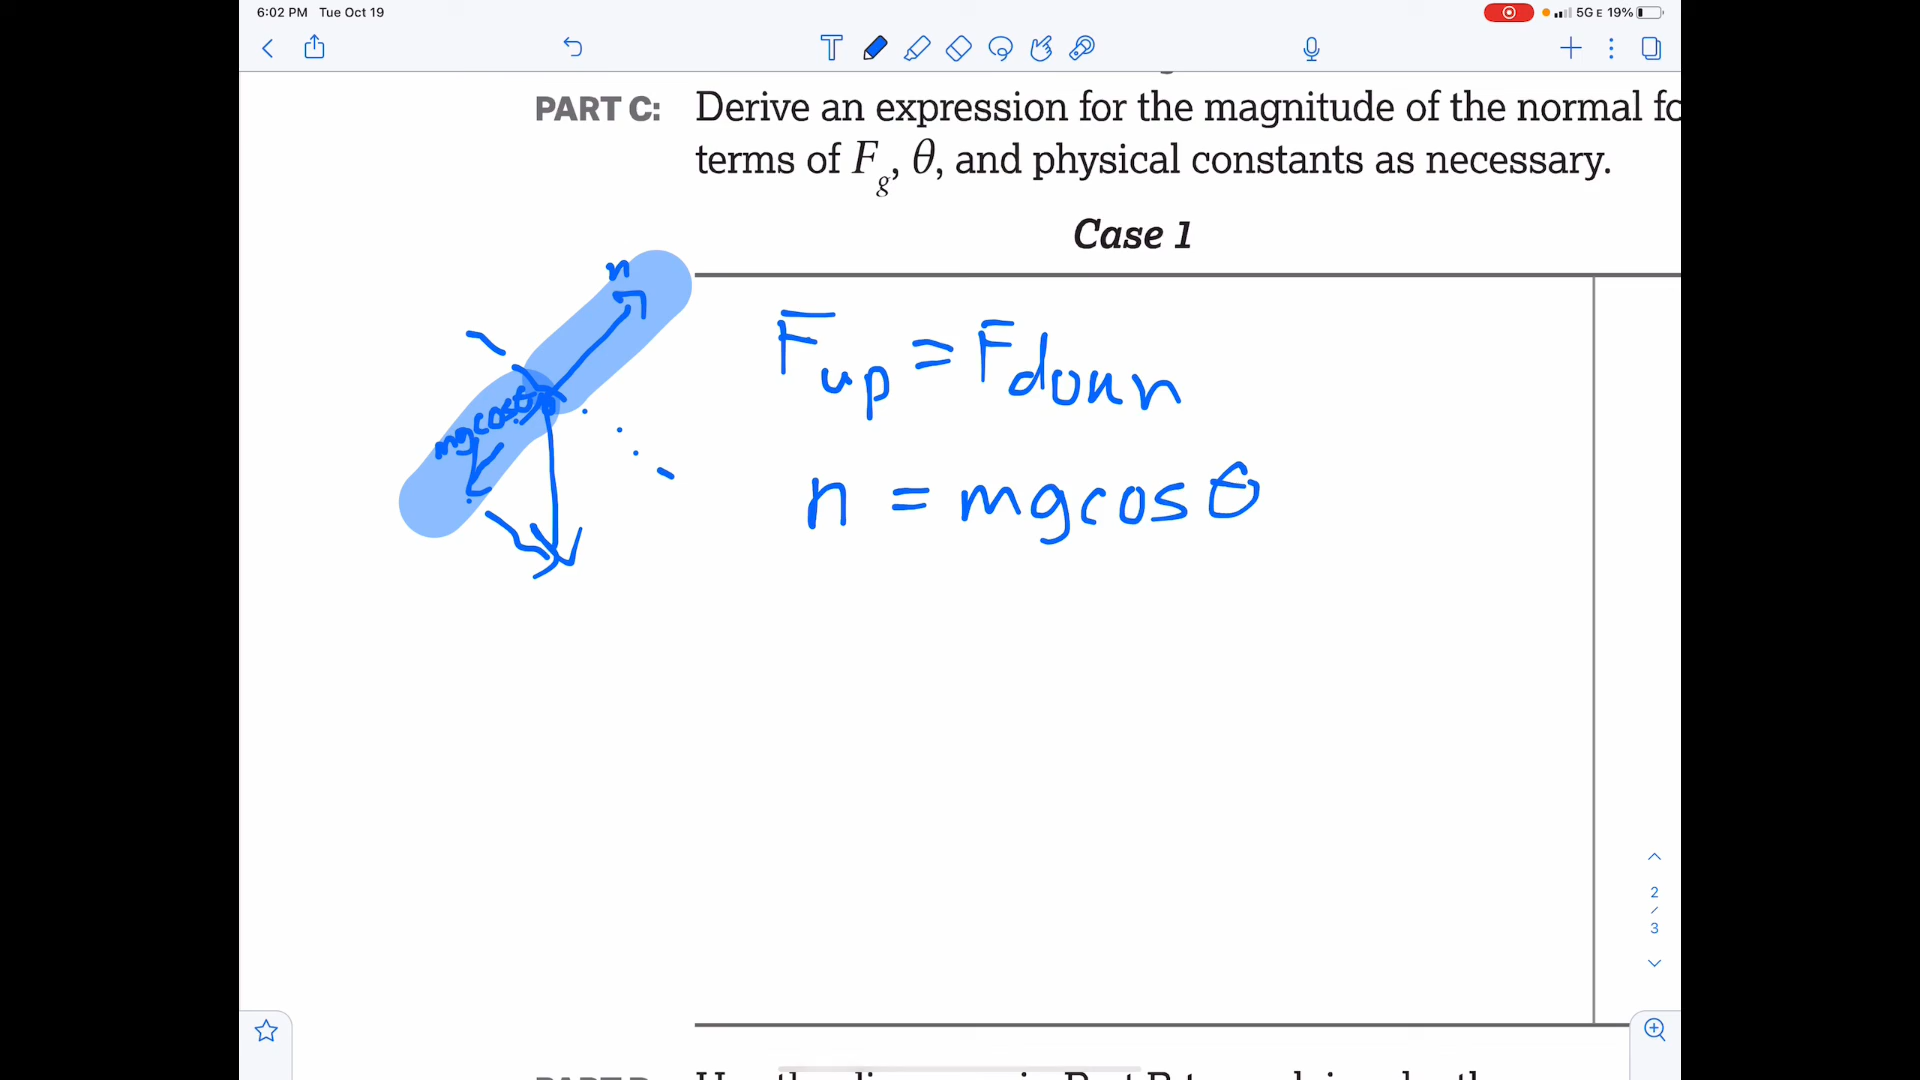 6:02 PM Tue Oct 19
5G E 19%
PART C: Derive an expression for the magnitude of the normal fo
terms of Fg, θ, and physical constants as necessary.
Case 1
n
mgcosθ
Fup = Fdown
n = mgcosθ
2
/
3